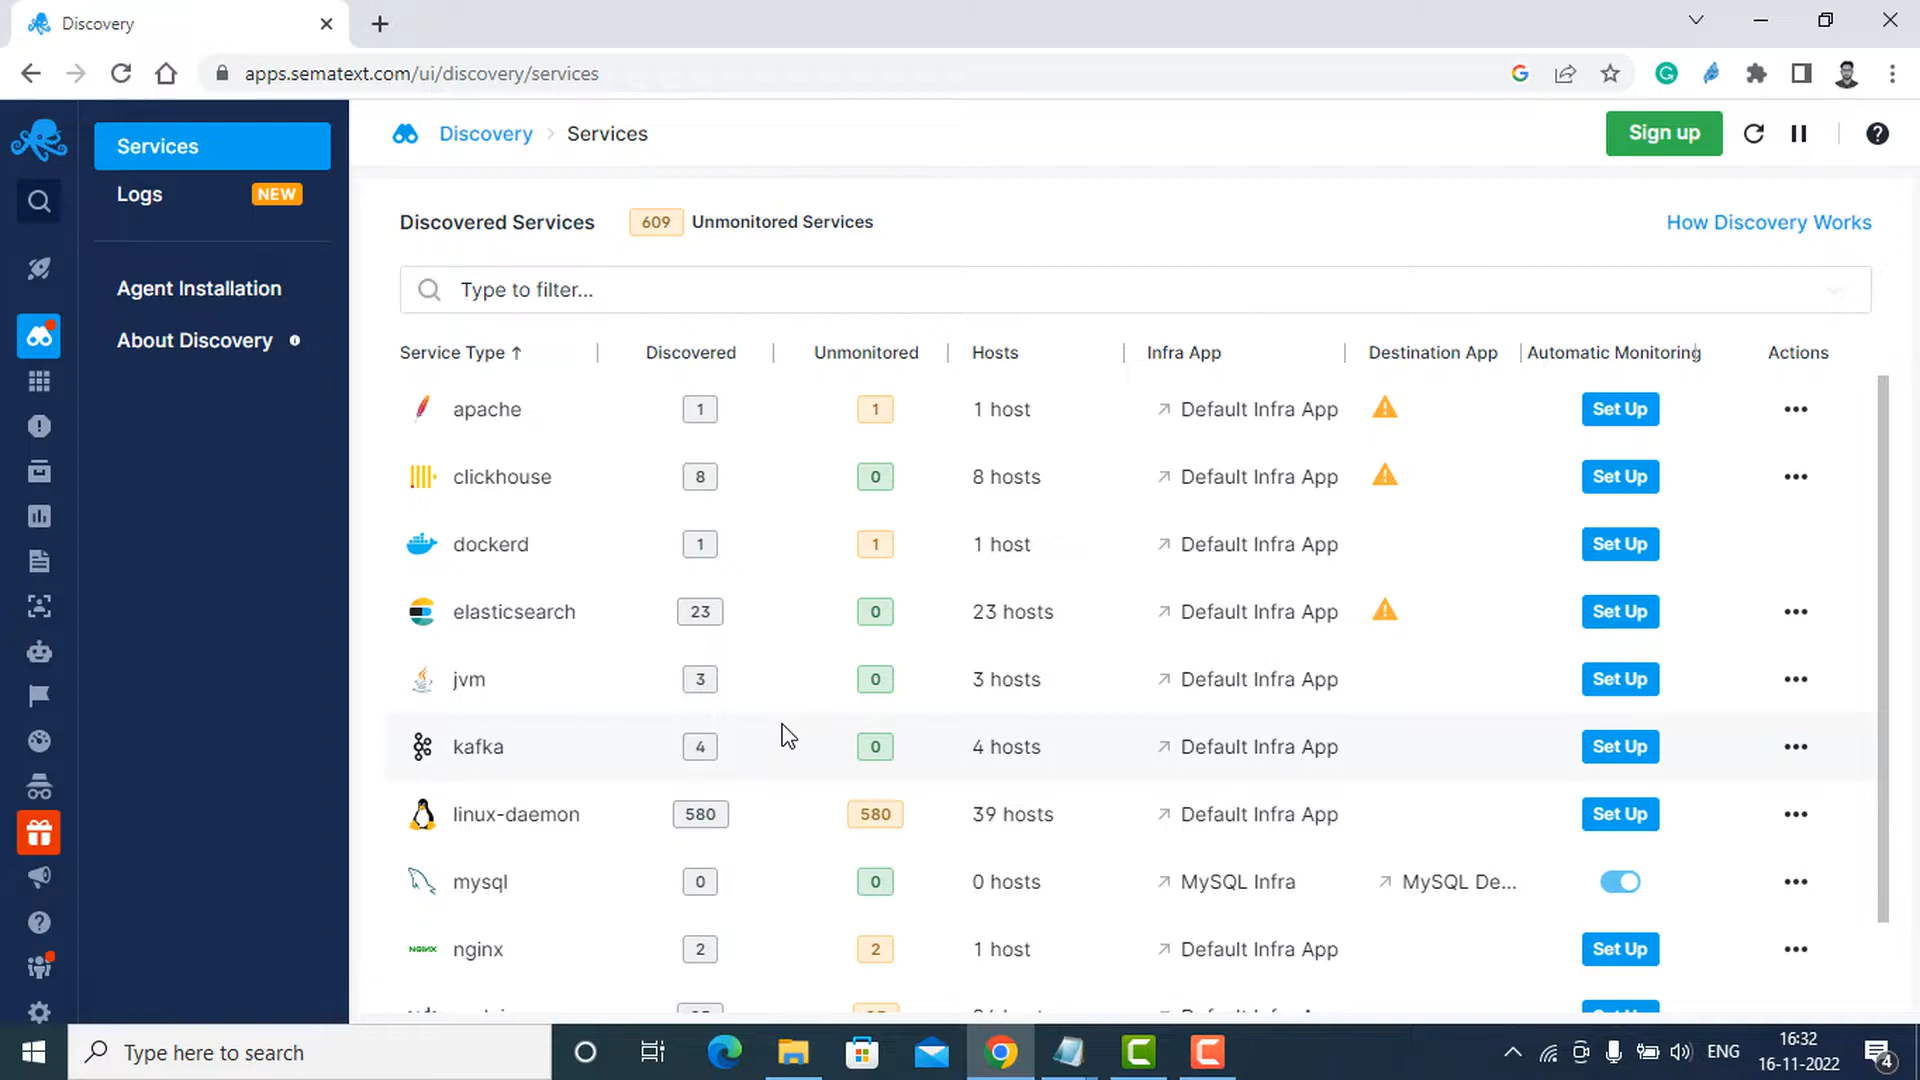 Discovery
apps.sematext.com/ui/discovery/services
Services
Logs NEW
Agent Installation
About Discovery
Discovery Services
Sign up
Discovered Services 609 Unmonitored Services How Discovery Works
Type to filter...
Service Type Discovered Unmonitored Hosts Infra App Destination App Automatic Monitoring Actions
apache 1 1 1 host Default Infra App Set Up
clickhouse 8 0 8 hosts Default Infra App Set Up
dockerd 1 1 1 host Default Infra App Set Up
elasticsearch 23 0 23 hosts Default Infra App Set Up
jvm 3 0 3 hosts Default Infra App Set Up
kafka 4 0 4 hosts Default Infra App Set Up
linux-daemon 580 580 39 hosts Default Infra App Set Up
mysql 0 0 0 hosts MySQL Infra MySQL De...
NGINX nginx 2 2 1 host Default Infra App Set Up
Type here to search
ENG
16:32
16-11-2022
4